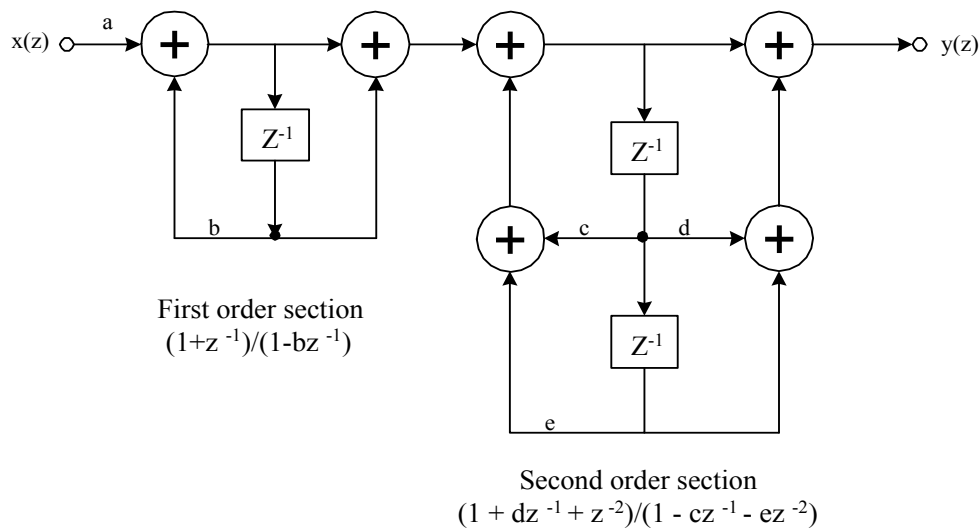 a
x(z)
+
+
+
+
y(z)
Z⁻¹
Z⁻¹
b
+
c
d
+
First order section
(1+z ⁻¹)/(1-bz ⁻¹)
Z⁻¹
e
Second order section
(1 + dz ⁻¹ + z ⁻²)/(1 - cz ⁻¹ - ez ⁻²)